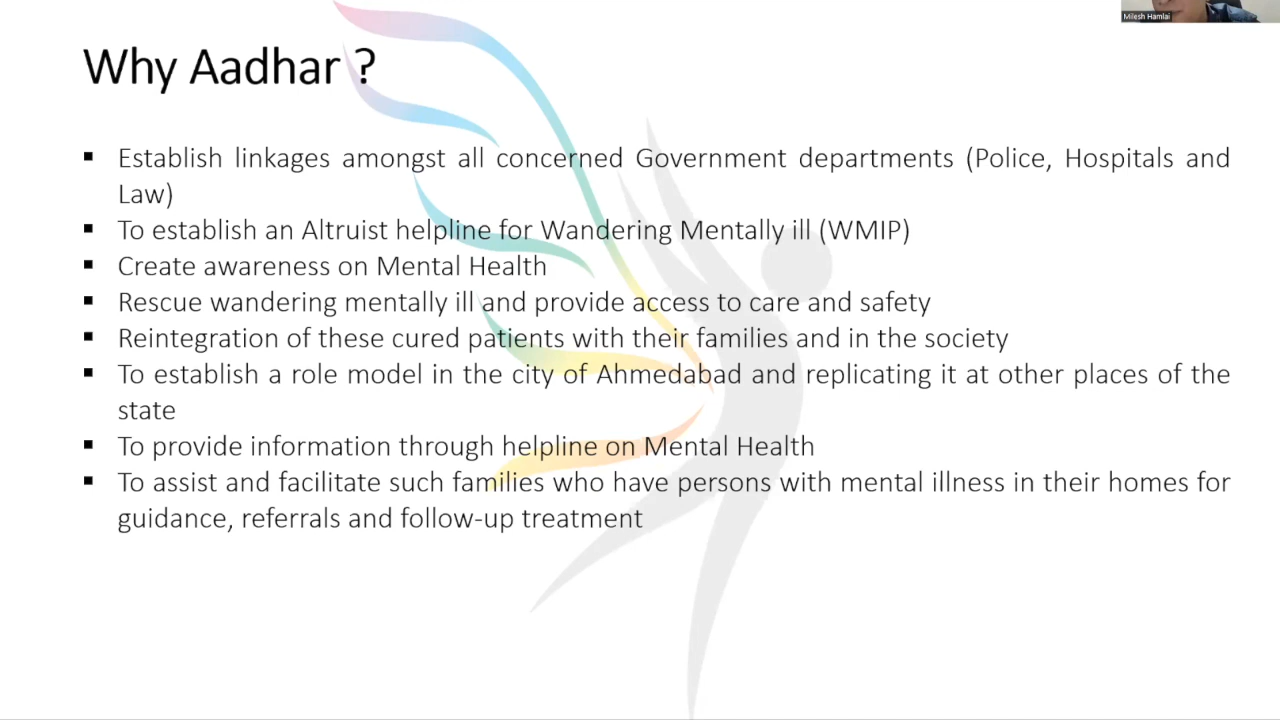 Milesh Hamlai
Why Aadhar ?
▪ Establish linkages amongst all concerned Government departments (Police, Hospitals and
Law)
▪ To establish an Altruist helpline for Wandering Mentally ill (WMIP)
▪ Create awareness on Mental Health
▪ Rescue wandering mentally ill and provide access to care and safety
▪ Reintegration of these cured patients with their families and in the society
▪ To establish a role model in the city of Ahmedabad and replicating it at other places of the
state
▪ To provide information through helpline on Mental Health
▪ To assist and facilitate such families who have persons with mental illness in their homes for
guidance, referrals and follow-up treatment